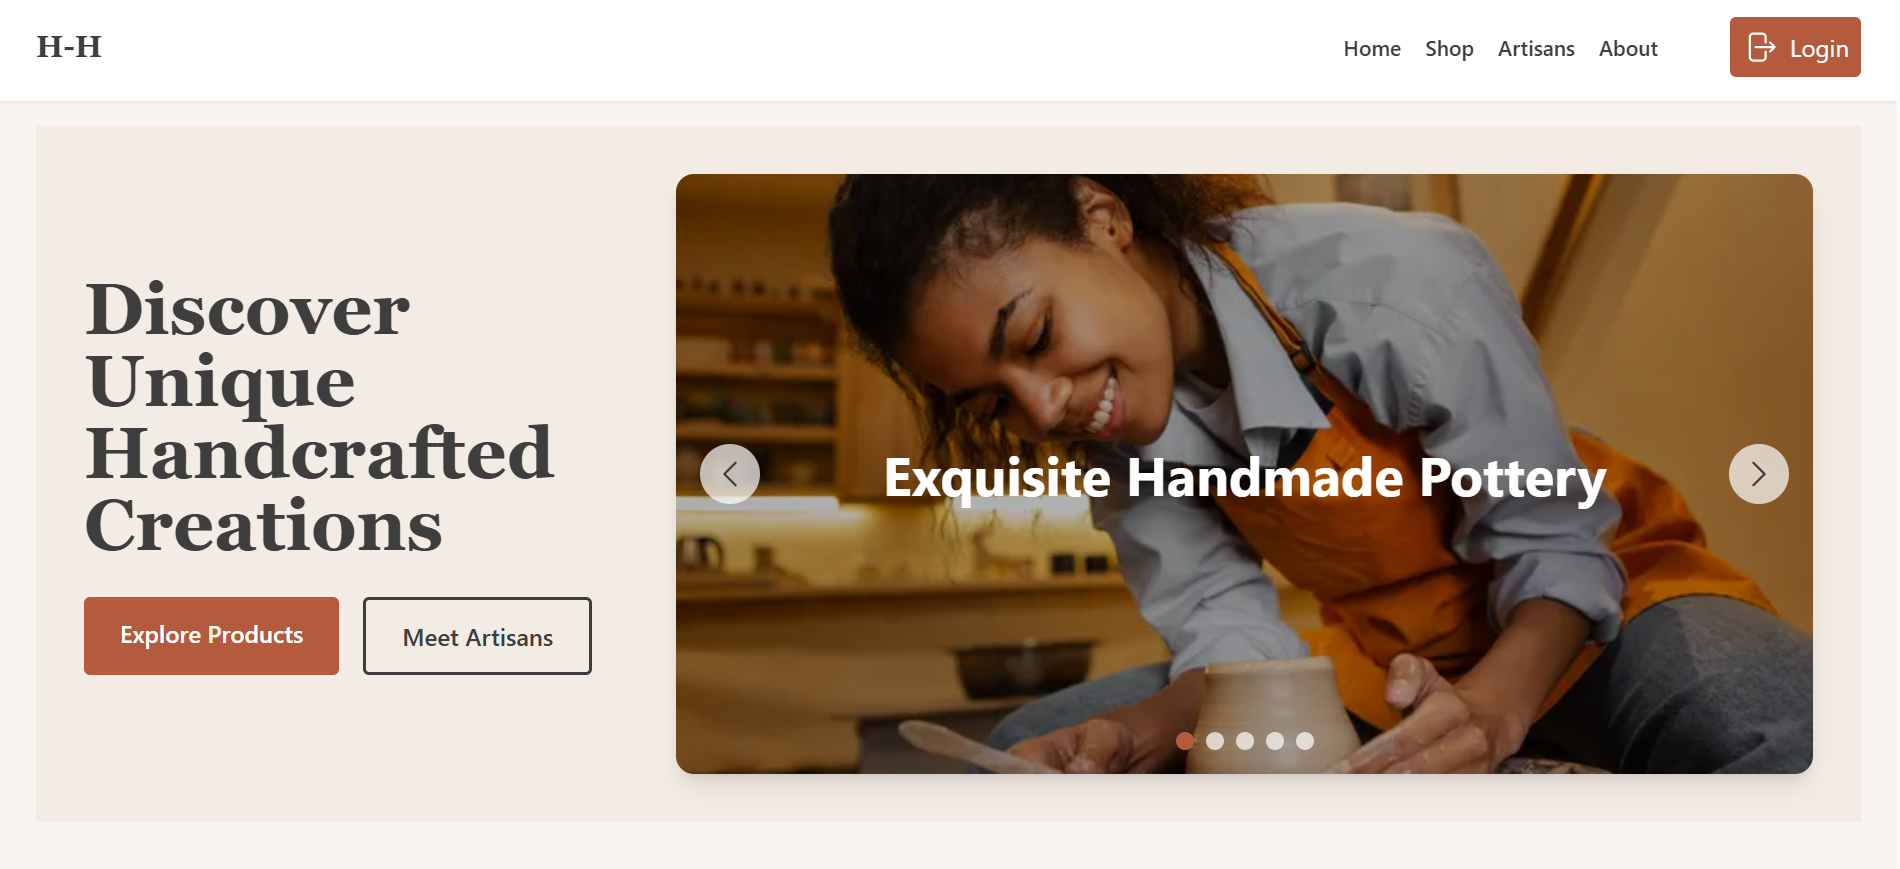 H-H
Home Shop Artisans About Login
Discover
Unique
Handcrafted
Creations
Explore Products Meet Artisans
Exquisite Handmade Pottery